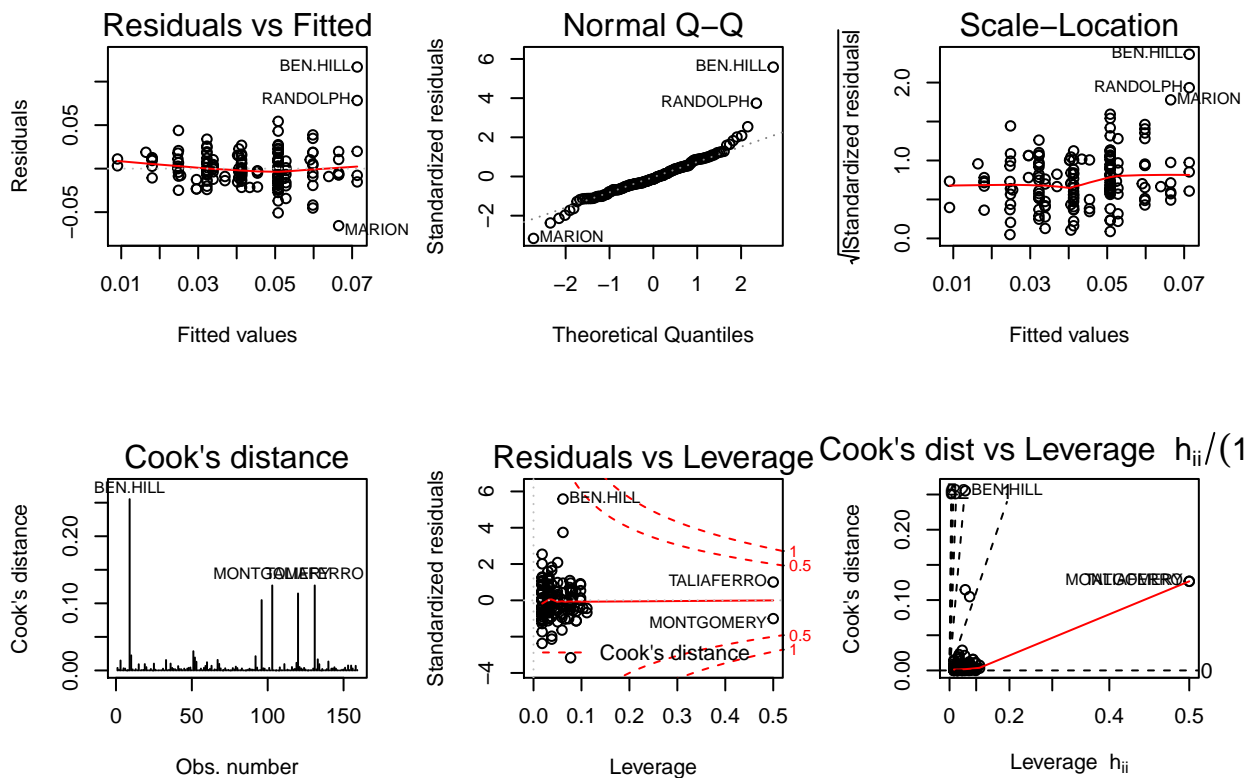 Residuals vs Fitted
Residuals
0.05
−0.05
BEN.HILL
RANDOLPH
MARION
0.01 0.03 0.05 0.07
Fitted values
Normal Q−Q
Standardized residuals
6
4
2
0
−2
BEN.HILL
RANDOLPH
MARION
−2 −1 0 1 2
Theoretical Quantiles
Scale−Location
√|Standardized residuals|
2.0
1.0
0.0
BEN.HILL
RANDOLPH
MARION
0.01 0.03 0.05 0.07
Fitted values
Cook's distance
Cook's distance
0.20
0.10
0.00
BEN.HILL
MONTGOMERY
TALIAFERRO
0 50 100 150
Obs. number
Residuals vs Leverage
Standardized residuals
6
4
2
0
−2
−4
BEN.HILL
TALIAFERRO
MONTGOMERY
1
0.5
0.5
1
Cook's distance
0.0 0.1 0.2 0.3 0.4 0.5
Leverage
Cook's dist vs Leverage hii/(1
Cook's distance
0.20
0.10
0.00
BEN.HILL
MONTGOMERY
TALIAFERRO
1
0
0 0.2 0.4 0.5
Leverage hii